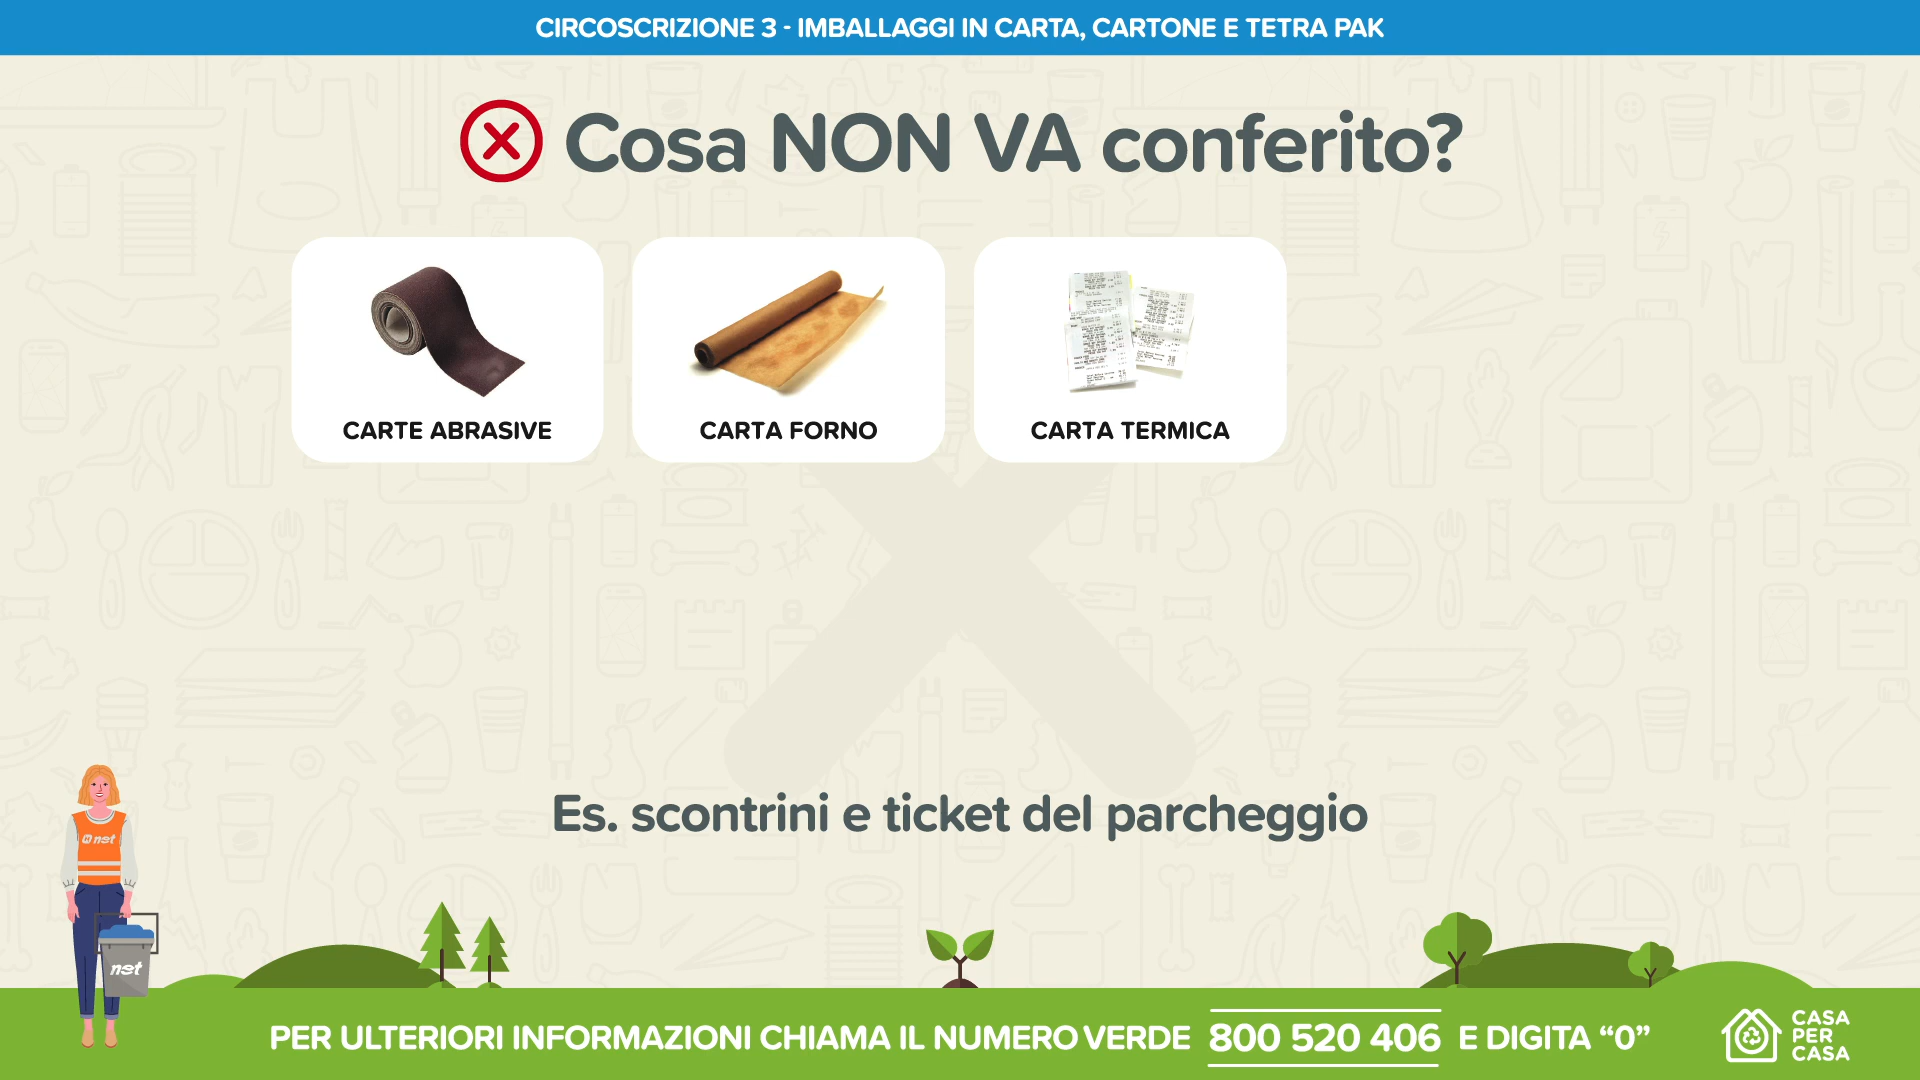 CIRCOSCRIZIONE 3 - IMBALLAGGI IN CARTA, CARTONE E TETRA PAK
Cosa NON VA conferito?
CARTE ABRASIVE
CARTA FORNO
CARTA TERMICA
Es. scontrini e ticket del parcheggio
net
net
PER ULTERIORI INFORMAZIONI CHIAMA IL NUMERO VERDE 800 520 406 E DIGITA “0”
CASA
PER
CASA